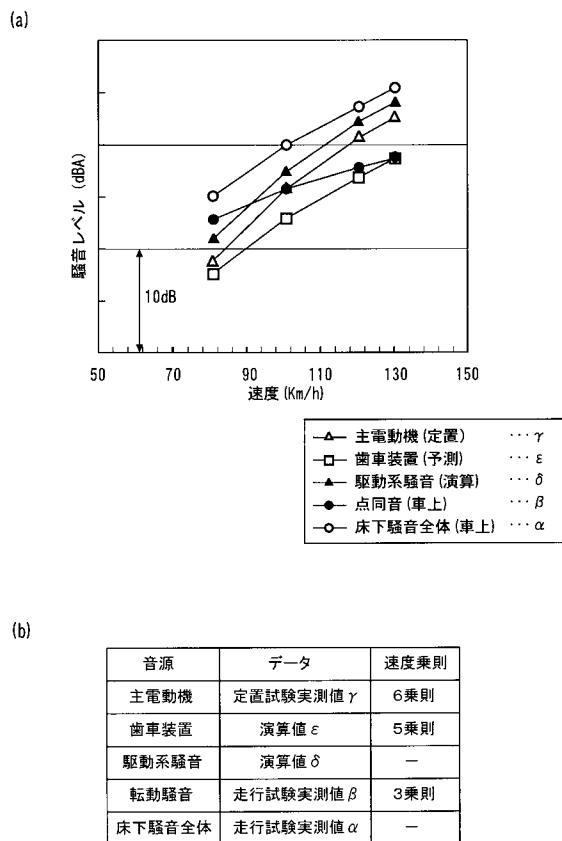 (a)
騒音レベル (dBA)
10dB
50 70 90 110 130 150
速度(Km/h)
主電動機(定置) ･･･γ
歯車装置(予測) ･･･ε
駆動系騒音(演算) ･･･δ
点同音(車上) ･･･β
床下騒音全体(車上) ･･･α
(b)
音源 データ 速度乗則
主電動機 定置試験実測値γ 6乗則
歯車装置 演算値ε 5乗則
駆動系騒音 演算値δ −
転動騒音 走行試験実測値β 3乗則
床下騒音全体 走行試験実測値α −